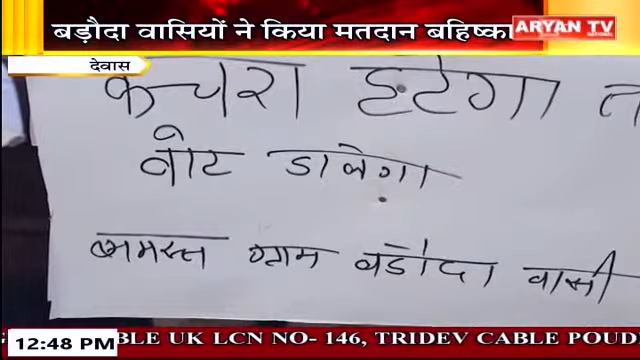 बड़ौदा वासियों ने किया मतदान बहिष्का
ARYAN TV
NATIONAL
देवास
कचरा हटेगा त
वोट डालेगा
समस्त ग्राम बडौदा वासी
12:48 PM
BLE UK LCN NO- 146, TRIDEV CABLE POUD